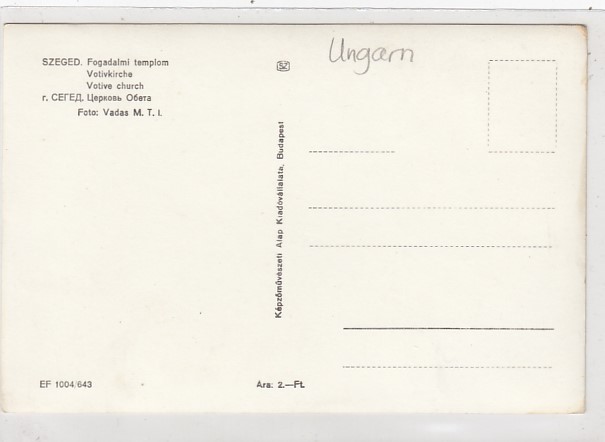 SZEGED. Fogadalmi templom
Votivkirche
Votive church
г. СЕГЕД. Церковь Обета
Foto: Vadas M. T. I.
Ungarn
Képzőművészeti Alap Kiadóvállalata, Budapest
EF 1004/643
Ára: 2.—Ft.